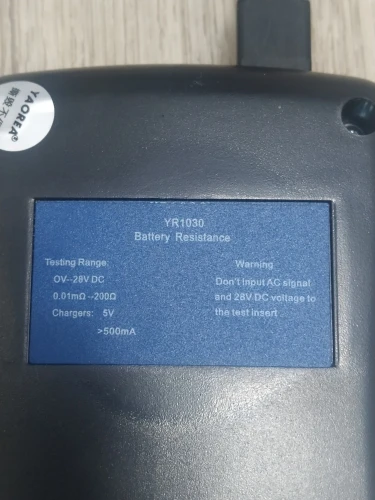 YAOREA®
YR1030
Battery Resistance
Testing Range:
OV--28V DC
0.01mΩ --200Ω
Chargers: 5V
>500mA
Warning
Don't input AC signal
and 28V DC voltage to
the test insert